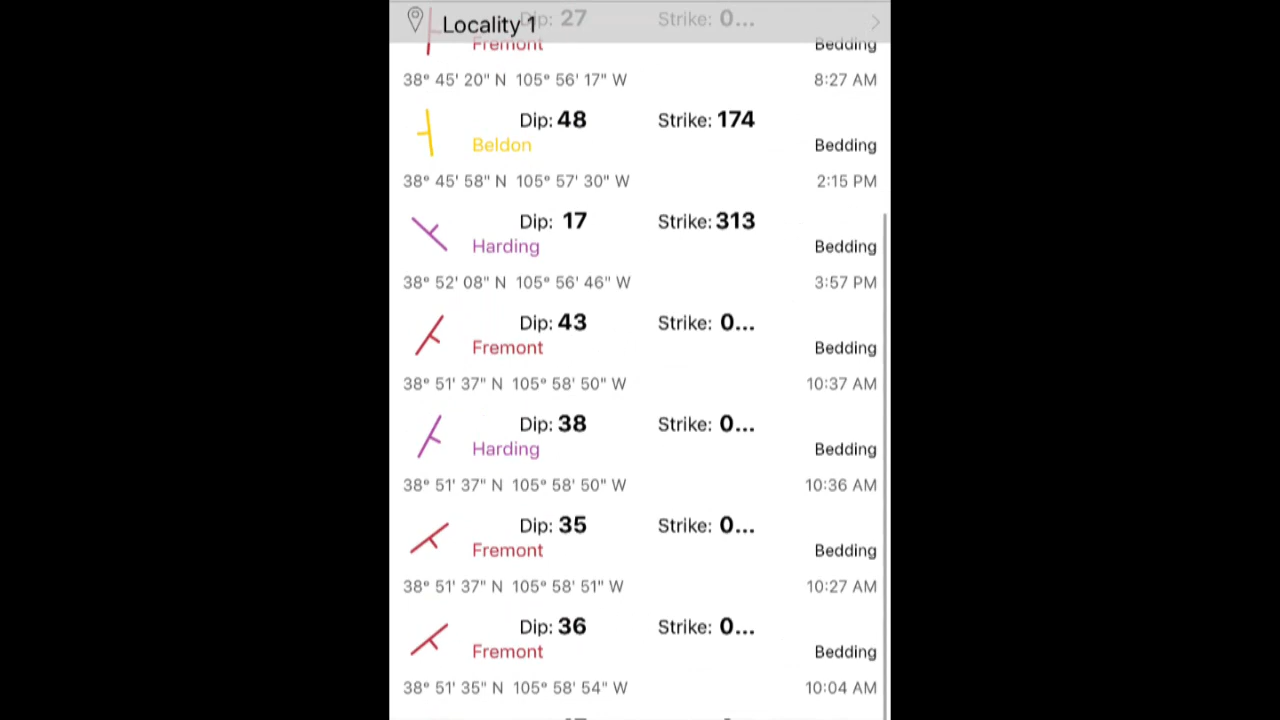 Dip: 27 Strike: 0...
Locality 1
Fremont Bedding
38° 45' 20" N 105° 56' 17" W 8:27 AM
Dip: 48 Strike: 174
Beldon Bedding
38° 45' 58" N 105° 57' 30" W 2:15 PM
Dip: 17 Strike: 313
Harding Bedding
38° 52' 08" N 105° 56' 46" W 3:57 PM
Dip: 43 Strike: 0...
Fremont Bedding
38° 51' 37" N 105° 58' 50" W 10:37 AM
Dip: 38 Strike: 0...
Harding Bedding
38° 51' 37" N 105° 58' 50" W 10:36 AM
Dip: 35 Strike: 0...
Fremont Bedding
38° 51' 37" N 105° 58' 51" W 10:27 AM
Dip: 36 Strike: 0...
Fremont Bedding
38° 51' 35" N 105° 58' 54" W 10:04 AM